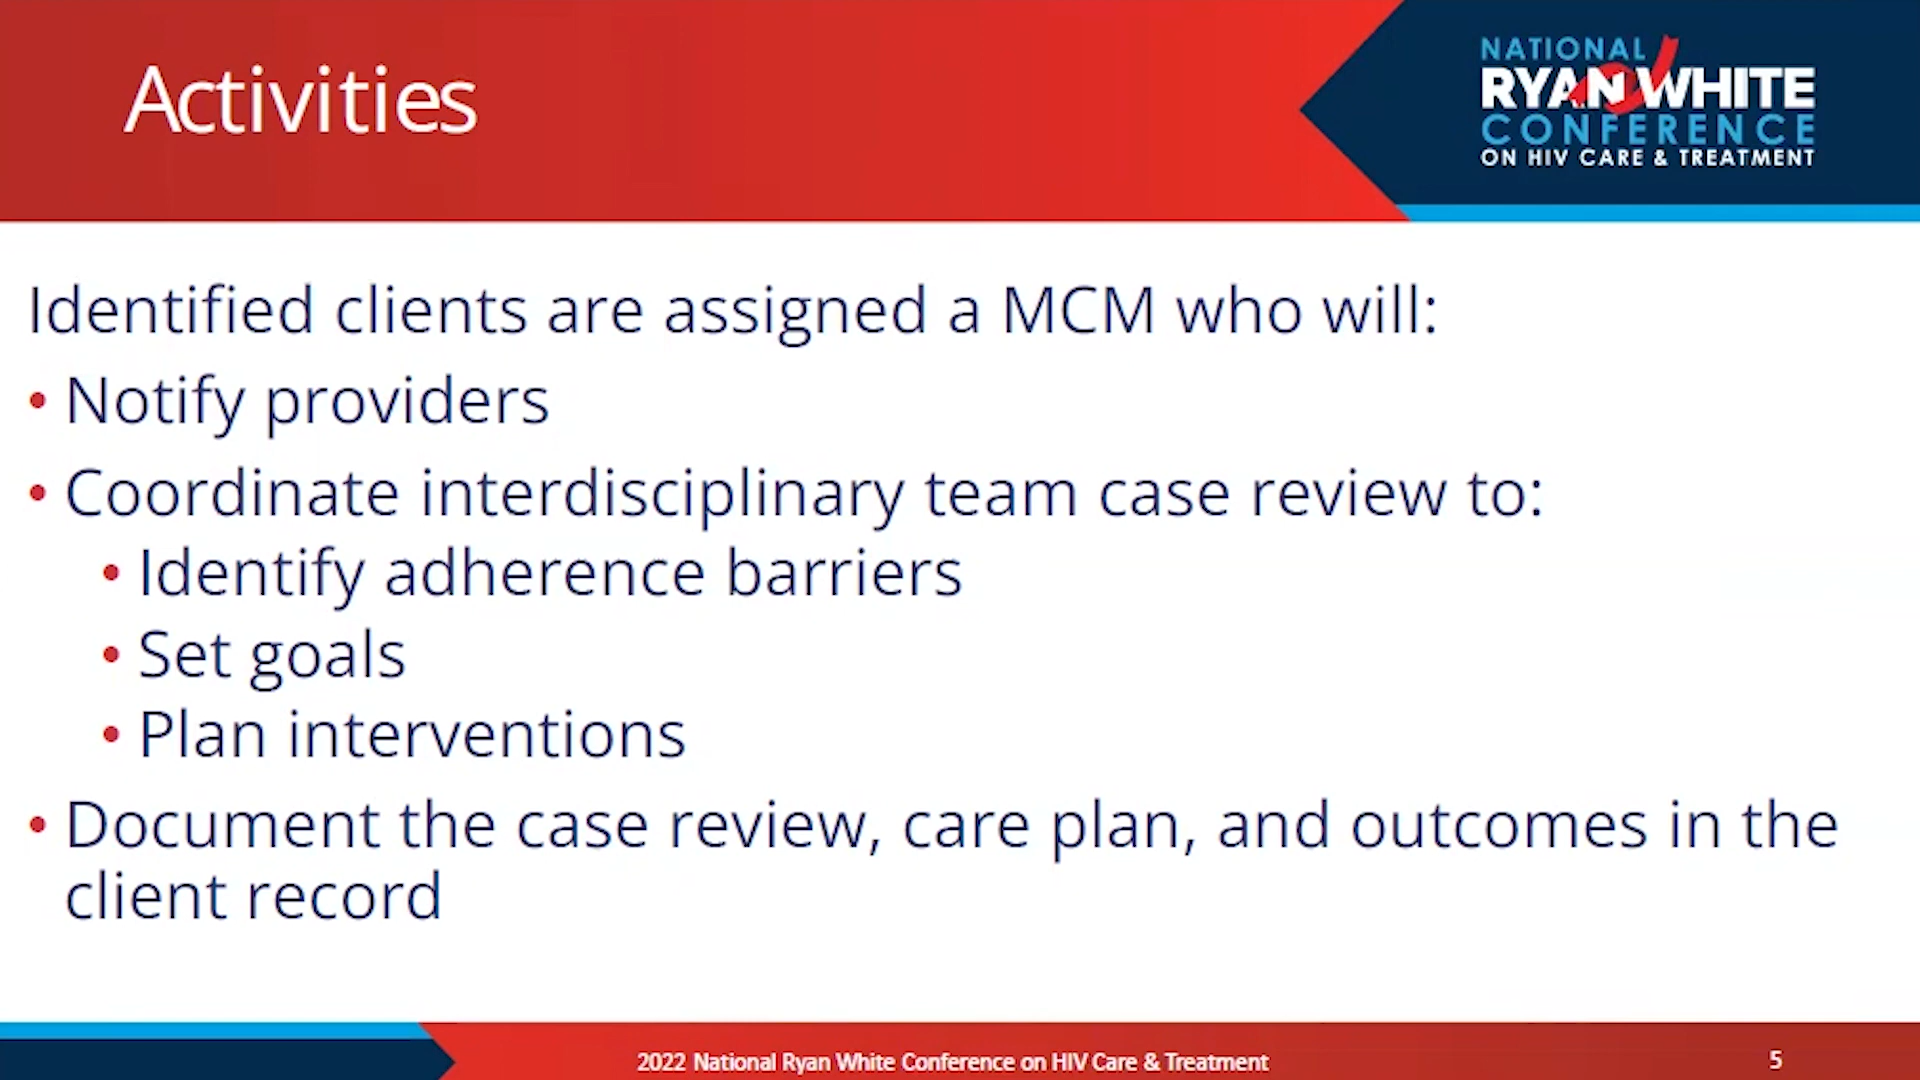 Activities
NATIONAL
RYAN WHITE
CONFERENCE
ON HIV CARE & TREATMENT
Identified clients are assigned a MCM who will:
• Notify providers
• Coordinate interdisciplinary team case review to:
• Identify adherence barriers
• Set goals
• Plan interventions
• Document the case review, care plan, and outcomes in the
client record
2022 National Ryan White Conference on HIV Care & Treatment
5